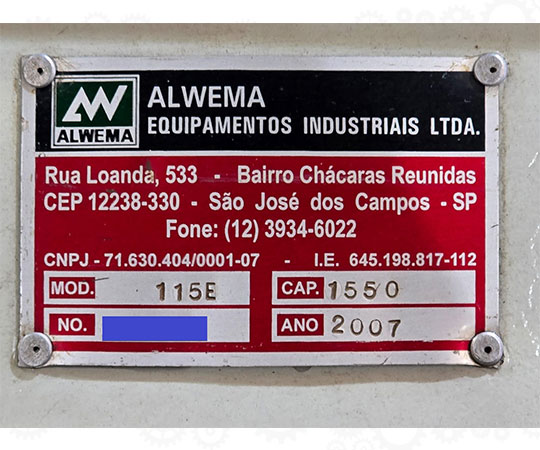 ALWEMA
ALWEMA
EQUIPAMENTOS INDUSTRIAIS LTDA.
Rua Loanda, 533 - Bairro Chácaras Reunidas
CEP 12238-330 - São José dos Campos - SP
Fone: (12) 3934-6022
CNPJ - 71.630.404/0001-07 - I.E. 645.198.817-112
MOD. 115E CAP. 1550
NO. ANO 2007